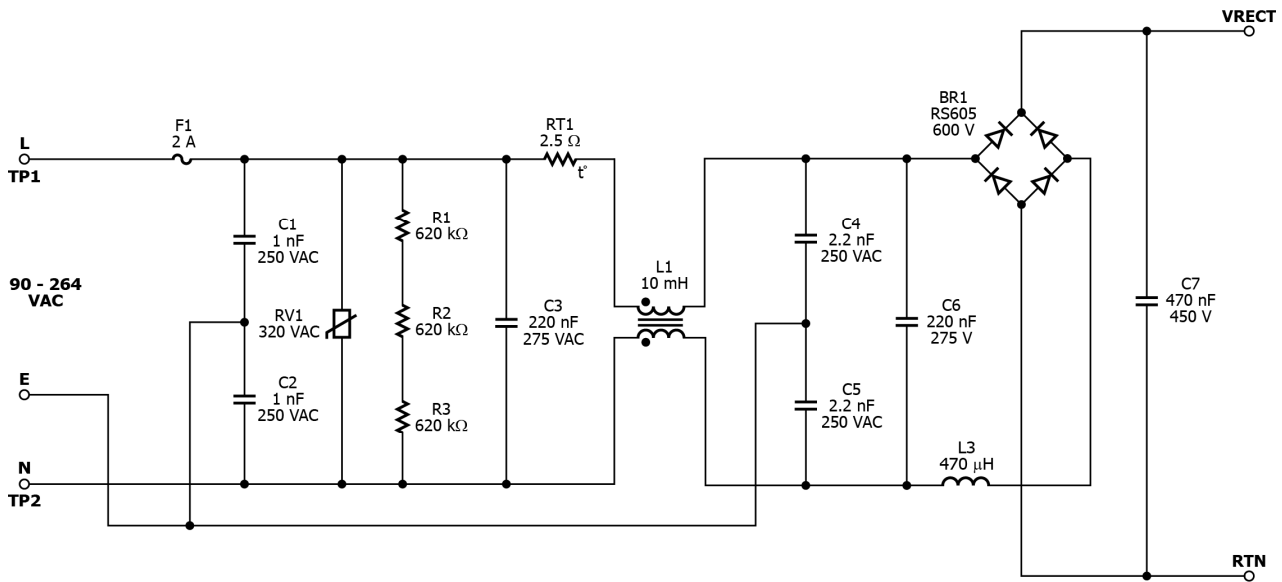 VRECT
BR1
RS605
600 V
F1
2 A
RT1
2.5 Ω
t°
L
TP1
C1
1 nF
250 VAC
R1
620 kΩ
C4
2.2 nF
250 VAC
L1
10 mH
90 - 264
VAC
RV1
320 VAC
R2
620 kΩ
C3
220 nF
275 VAC
C6
220 nF
275 V
C7
470 nF
450 V
E
C2
1 nF
250 VAC
R3
620 kΩ
C5
2.2 nF
250 VAC
L3
470 μH
N
TP2
RTN